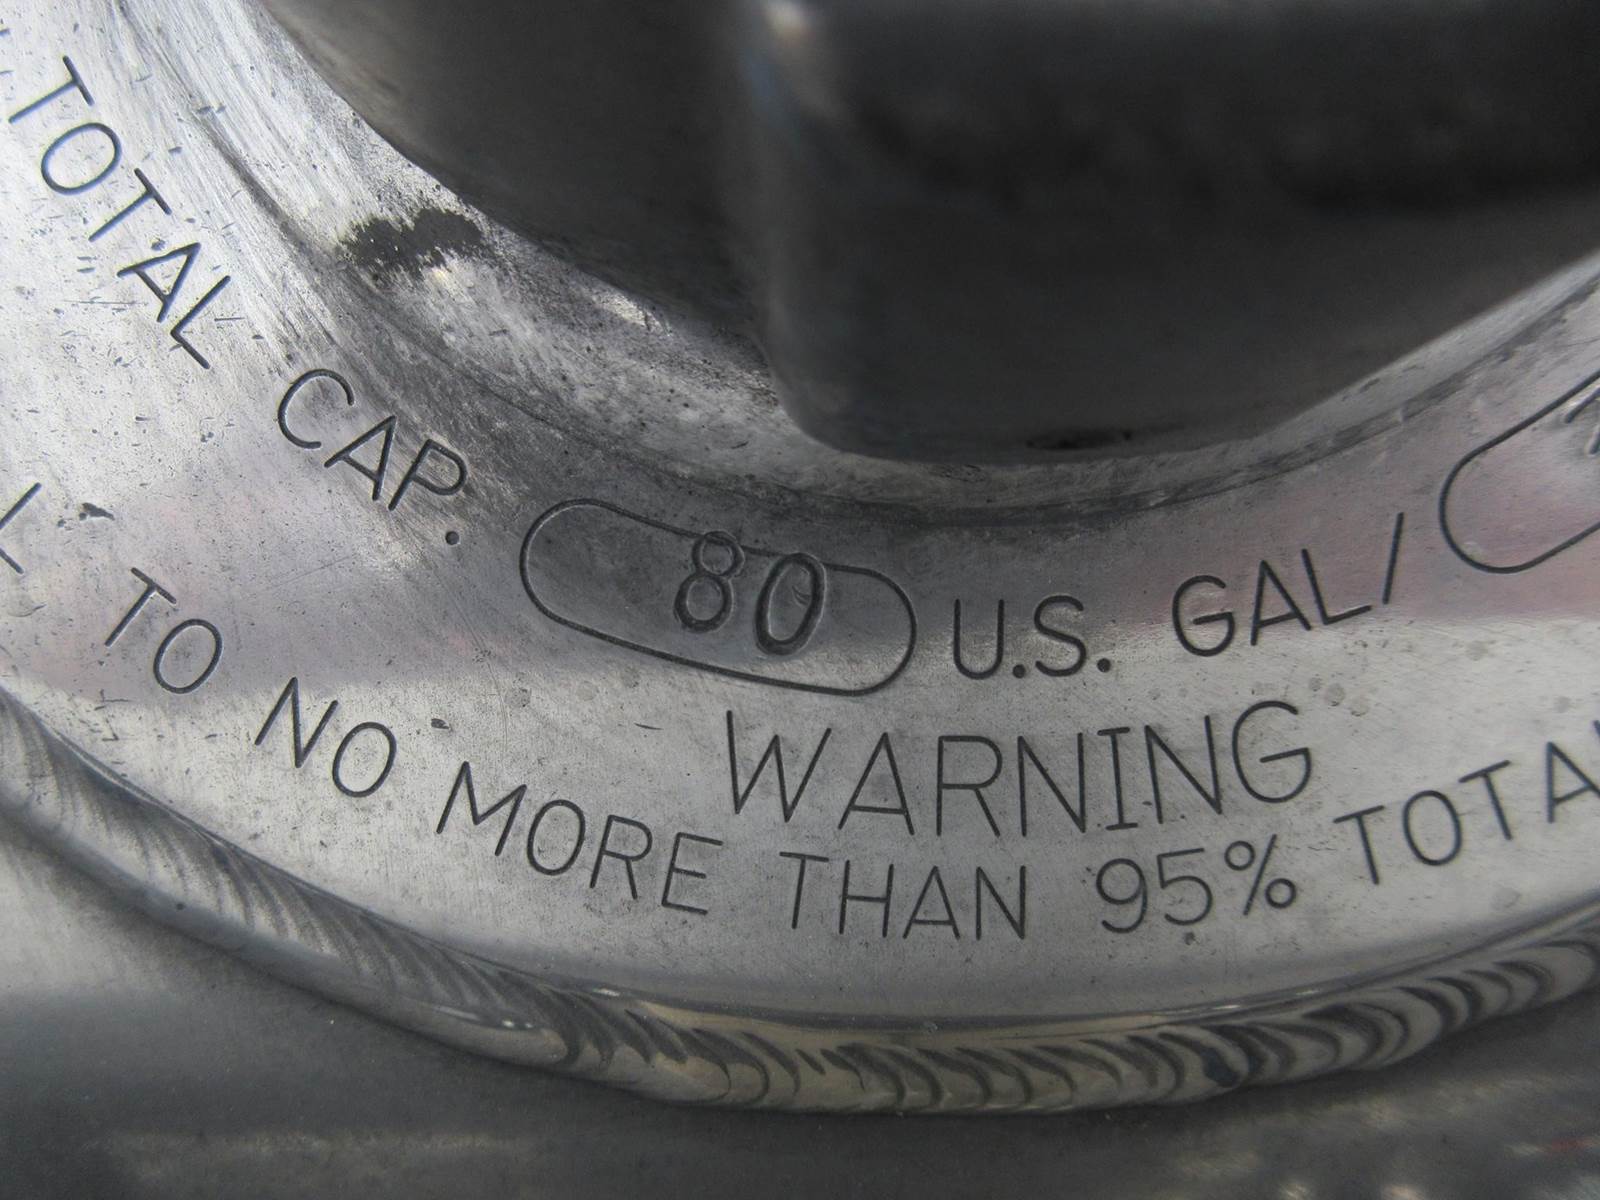 TOTAL CAP. 80 U.S. GAL/
WARNING
TO NO MORE THAN 95% TOTA